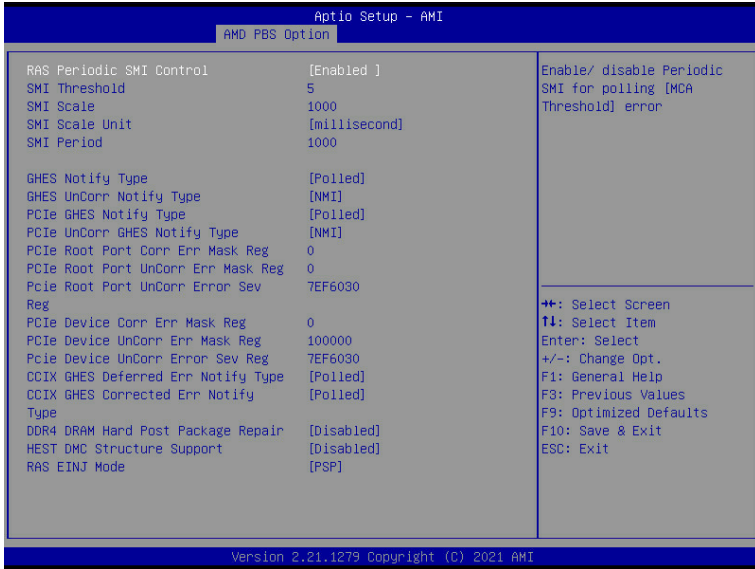 Aptio Setup – AMI
AMD PBS Option
RAS Periodic SMI Control [Enabled ]
SMI Threshold 5
SMI Scale 1000
SMI Scale Unit [millisecond]
SMI Period 1000
GHES Notify Type [Polled]
GHES UnCorr Notify Type [NMI]
PCIe GHES Notify Type [Polled]
PCIe UnCorr GHES Notify Type [NMI]
PCIe Root Port Corr Err Mask Reg 0
PCIe Root Port UnCorr Err Mask Reg 0
Pcie Root Port UnCorr Error Sev 7EF6030
Reg
PCIe Device Corr Err Mask Reg 0
PCIe Device UnCorr Err Mask Reg 100000
Pcie Device UnCorr Error Sev Reg 7EF6030
CCIX GHES Deferred Err Notify Type [Polled]
CCIX GHES Corrected Err Notify [Polled]
Type
DDR4 DRAM Hard Post Package Repair [Disabled]
HEST DMC Structure Support [Disabled]
RAS EINJ Mode [PSP]
Enable/ disable Periodic
SMI for polling [MCA
Threshold] error
→←: Select Screen
↑↓: Select Item
Enter: Select
+/-: Change Opt.
F1: General Help
F3: Previous Values
F9: Optimized Defaults
F10: Save & Exit
ESC: Exit
Version 2.21.1279 Copyright (C) 2021 AMI